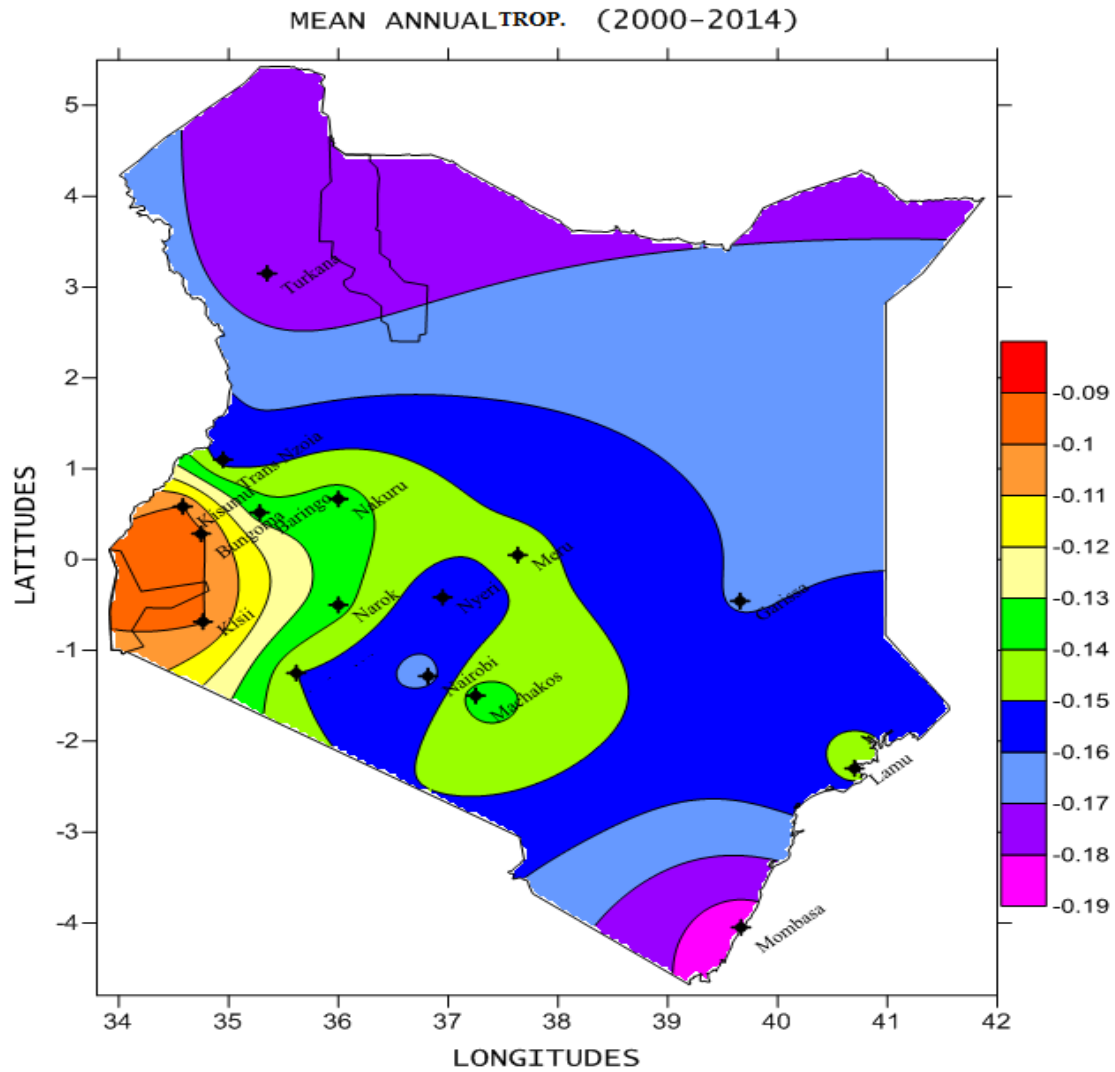 MEAN ANNUAL TROP. (2000-2014)
LATITUDES
5
4
3
2
1
0
-1
-2
-3
-4
Turkana
Trans Nzoia
Kisumu
Bungoma
Baringo
Nakuru
Meru
Nyeri
Narok
Kisii
Garissa
Nairobi
Machakos
Lamu
Mombasa
-0.09
-0.1
-0.11
-0.12
-0.13
-0.14
-0.15
-0.16
-0.17
-0.18
-0.19
34
35
36
37
38
39
40
41
42
LONGITUDES